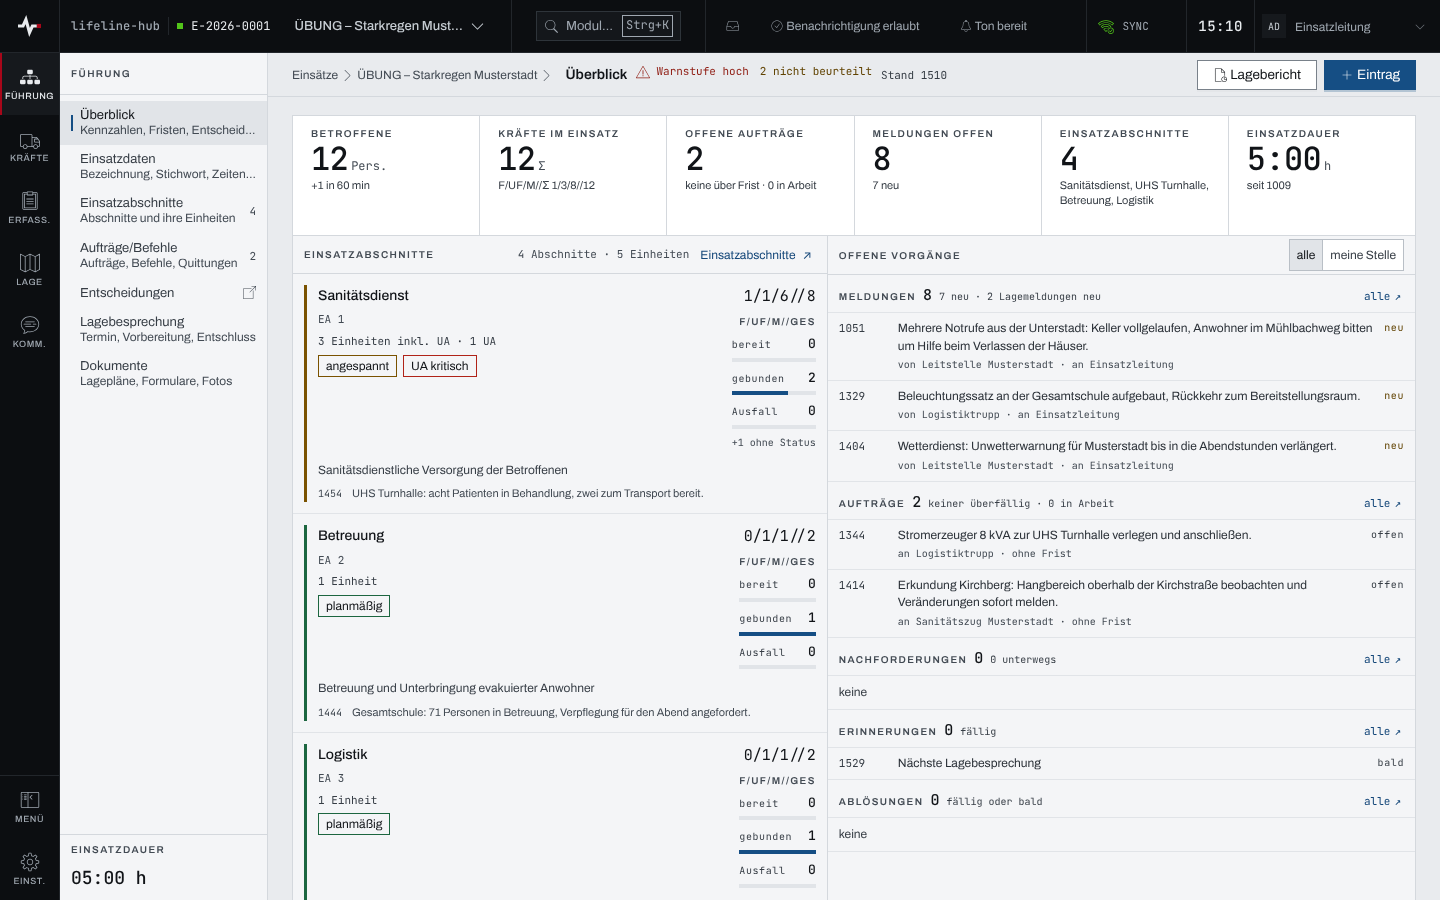 lifeline-hub
E-2026-0001
ÜBUNG – Starkregen Must...
Modul...
Strg+K
Benachrichtigung erlaubt
Ton bereit
SYNC
15:10
AD
Einsatzleitung
FÜHRUNG
KRÄFTE
ERFASS.
LAGE
KOMM.
MENÜ
EINST.
FÜHRUNG
Überblick
Kennzahlen, Fristen, Entscheid...
Einsatzdaten
Bezeichnung, Stichwort, Zeiten...
Einsatzabschnitte
Abschnitte und ihre Einheiten 4
Aufträge/Befehle
Aufträge, Befehle, Quittungen 2
Entscheidungen
Lagebesprechung
Termin, Vorbereitung, Entschluss
Dokumente
Lagepläne, Formulare, Fotos
EINSATZDAUER
05:00 h
Einsätze > ÜBUNG – Starkregen Musterstadt > Überblick Warnstufe hoch 2 nicht beurteilt Stand 1510
Lagebericht
+ Eintrag
BETROFFENE
12 Pers.
+1 in 60 min
KRÄFTE IM EINSATZ
12 Σ
F/UF/M//Σ 1/3/8//12
OFFENE AUFTRÄGE
2
keine über Frist · 0 in Arbeit
MELDUNGEN OFFEN
8
7 neu
EINSATZABSCHNITTE
4
Sanitätsdienst, UHS Turnhalle,
Betreuung, Logistik
EINSATZDAUER
5:00 h
seit 1009
EINSATZABSCHNITTE 4 Abschnitte · 5 Einheiten Einsatzabschnitte ↗
Sanitätsdienst 1/1/6//8
EA 1 F/UF/M//GES
3 Einheiten inkl. UA · 1 UA
angespannt UA kritisch
bereit 0
gebunden 2
Ausfall 0
+1 ohne Status
Sanitätsdienstliche Versorgung der Betroffenen
1454 UHS Turnhalle: acht Patienten in Behandlung, zwei zum Transport bereit.
Betreuung 0/1/1//2
EA 2 F/UF/M//GES
1 Einheit
planmäßig
bereit 0
gebunden 1
Ausfall 0
Betreuung und Unterbringung evakuierter Anwohner
1444 Gesamtschule: 71 Personen in Betreuung, Verpflegung für den Abend angefordert.
Logistik 0/1/1//2
EA 3 F/UF/M//GES
1 Einheit
planmäßig
bereit 0
gebunden 1
Ausfall 0
OFFENE VORGÄNGE
alle meine Stelle
MELDUNGEN 8 7 neu · 2 Lagemeldungen neu alle ↗
1051 Mehrere Notrufe aus der Unterstadt: Keller vollgelaufen, Anwohner im Mühlbachweg bitten neu
um Hilfe beim Verlassen der Häuser.
von Leitstelle Musterstadt · an Einsatzleitung
1329 Beleuchtungssatz an der Gesamtschule aufgebaut, Rückkehr zum Bereitstellungsraum. neu
von Logistiktrupp · an Einsatzleitung
1404 Wetterdienst: Unwetterwarnung für Musterstadt bis in die Abendstunden verlängert. neu
von Leitstelle Musterstadt · an Einsatzleitung
AUFTRÄGE 2 keiner überfällig · 0 in Arbeit alle ↗
1344 Stromerzeuger 8 kVA zur UHS Turnhalle verlegen und anschließen. offen
an Logistiktrupp · ohne Frist
1414 Erkundung Kirchberg: Hangbereich oberhalb der Kirchstraße beobachten und offen
Veränderungen sofort melden.
an Sanitätszug Musterstadt · ohne Frist
NACHFORDERUNGEN 0 0 unterwegs alle ↗
keine
ERINNERUNGEN 0 fällig alle ↗
1529 Nächste Lagebesprechung bald
ABLÖSUNGEN 0 fällig oder bald alle ↗
keine